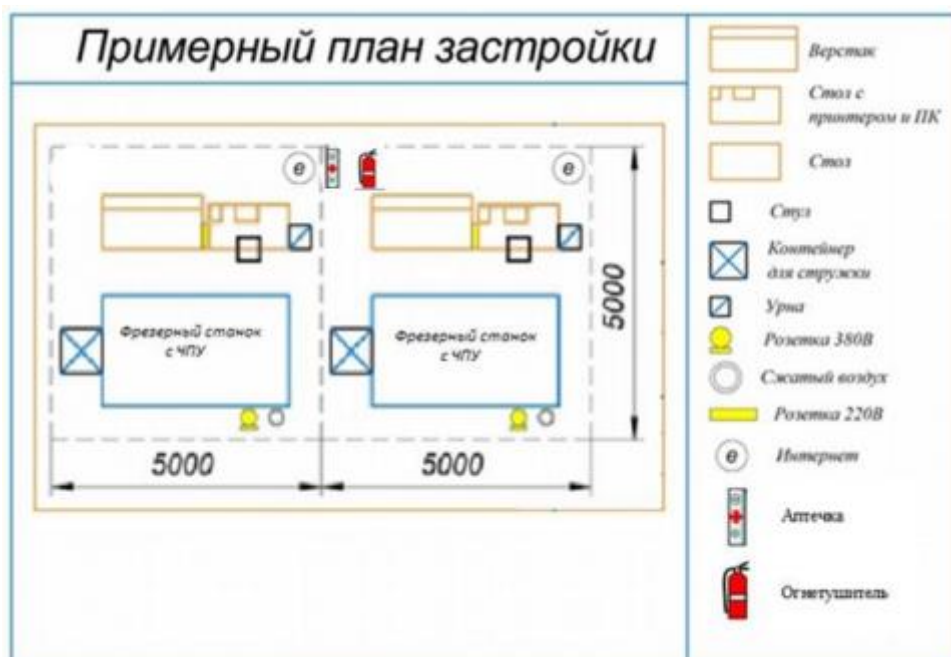 Примерный план застройки
Верстак
Стол с
принтером и ПК
Стол
Стул
Контейнер
для стружки
Урна
Розетка 380В
Сжатый воздух
Розетка 220В
e Интернет
Аптечка
Огнетушитель
e
e
Фрезерный станок
с ЧПУ
Фрезерный станок
с ЧПУ
5000
5000
5000